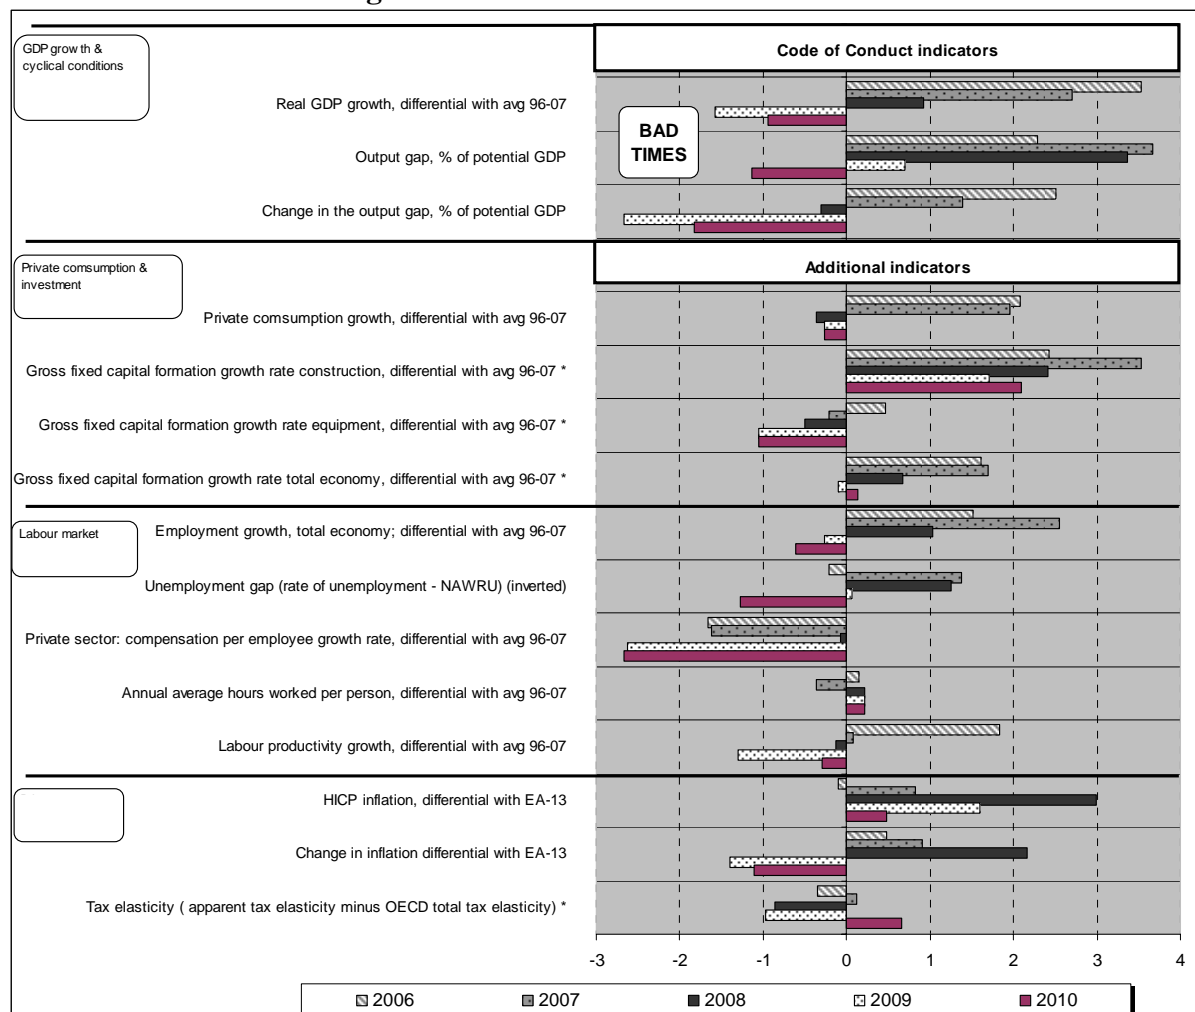 GDP growth &
cyclical conditions
Code of Conduct indicators
Real GDP growth, differential with avg 96-07
BAD
TIMES
Output gap, % of potential GDP
Change in the output gap, % of potential GDP
Private comsumption &
investment
Additional indicators
Private comsumption growth, differential with avg 96-07
Gross fixed capital formation growth rate construction, differential with avg 96-07 *
Gross fixed capital formation growth rate equipment, differential with avg 96-07 *
Gross fixed capital formation growth rate total economy, differential with avg 96-07 *
Labour market
Employment growth, total economy; differential with avg 96-07
Unemployment gap (rate of unemployment - NAWRU) (inverted)
Private sector: compensation per employee growth rate, differential with avg 96-07
Annual average hours worked per person, differential with avg 96-07
Labour productivity growth, differential with avg 96-07
HICP inflation, differential with EA-13
Change in inflation differential with EA-13
Tax elasticity ( apparent tax elasticity minus OECD total tax elasticity) *
-3 -2 -1 0 1 2 3 4
2006 2007 2008 2009 2010